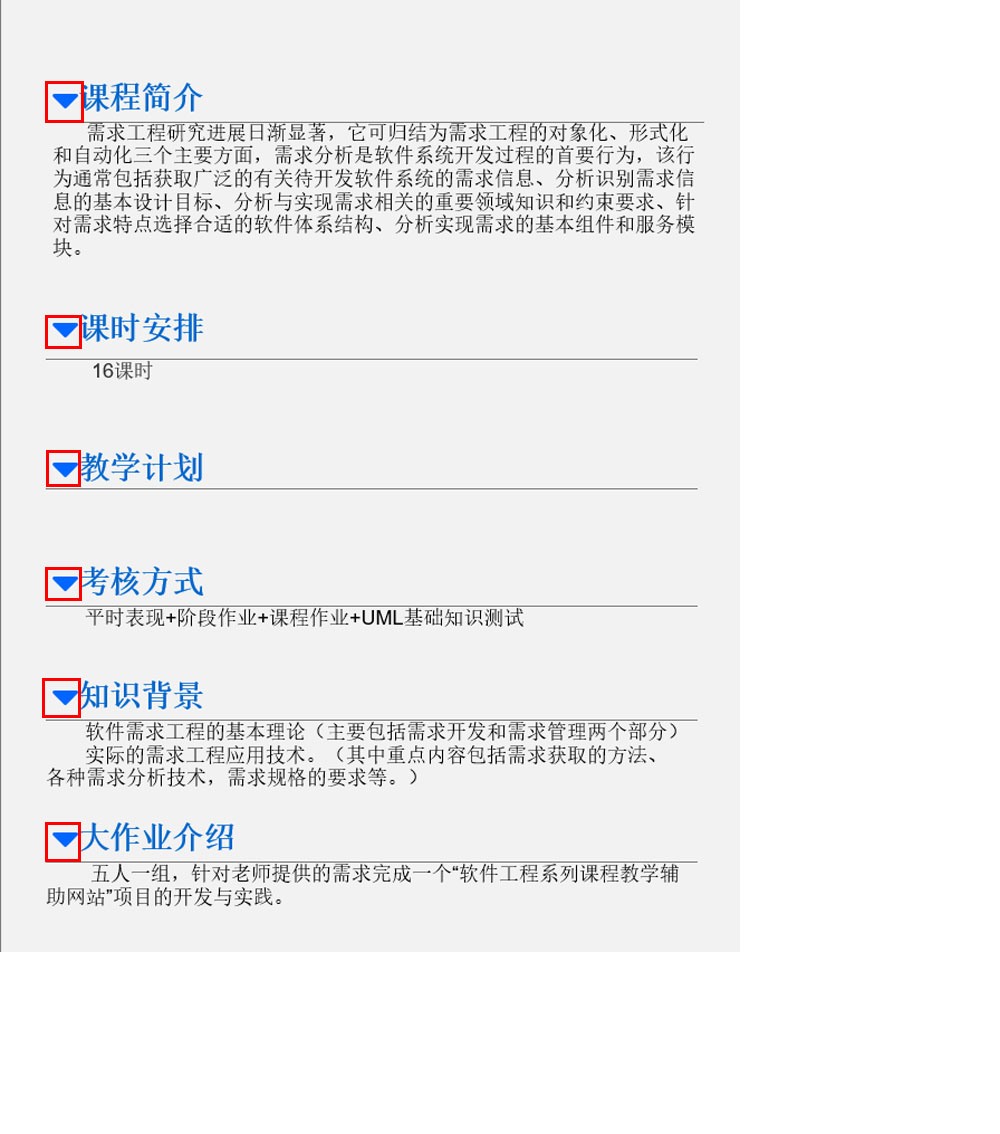 课程简介
需求工程研究进展日渐显著，它可归结为需求工程的对象化、形式化
和自动化三个主要方面，需求分析是软件系统开发过程的首要行为，该行
为通常包括获取广泛的有关待开发软件系统的需求信息、分析识别需求信
息的基本设计目标、分析与实现需求相关的重要领域知识和约束要求、针
对需求特点选择合适的软件体系结构、分析实现需求的基本组件和服务模
块。
课时安排
16课时
教学计划
考核方式
平时表现+阶段作业+课程作业+UML基础知识测试
知识背景
软件需求工程的基本理论（主要包括需求开发和需求管理两个部分）
实际的需求工程应用技术。（其中重点内容包括需求获取的方法、
各种需求分析技术，需求规格的要求等。）
大作业介绍
五人一组，针对老师提供的需求完成一个“软件工程系列课程教学辅
助网站”项目的开发与实践。